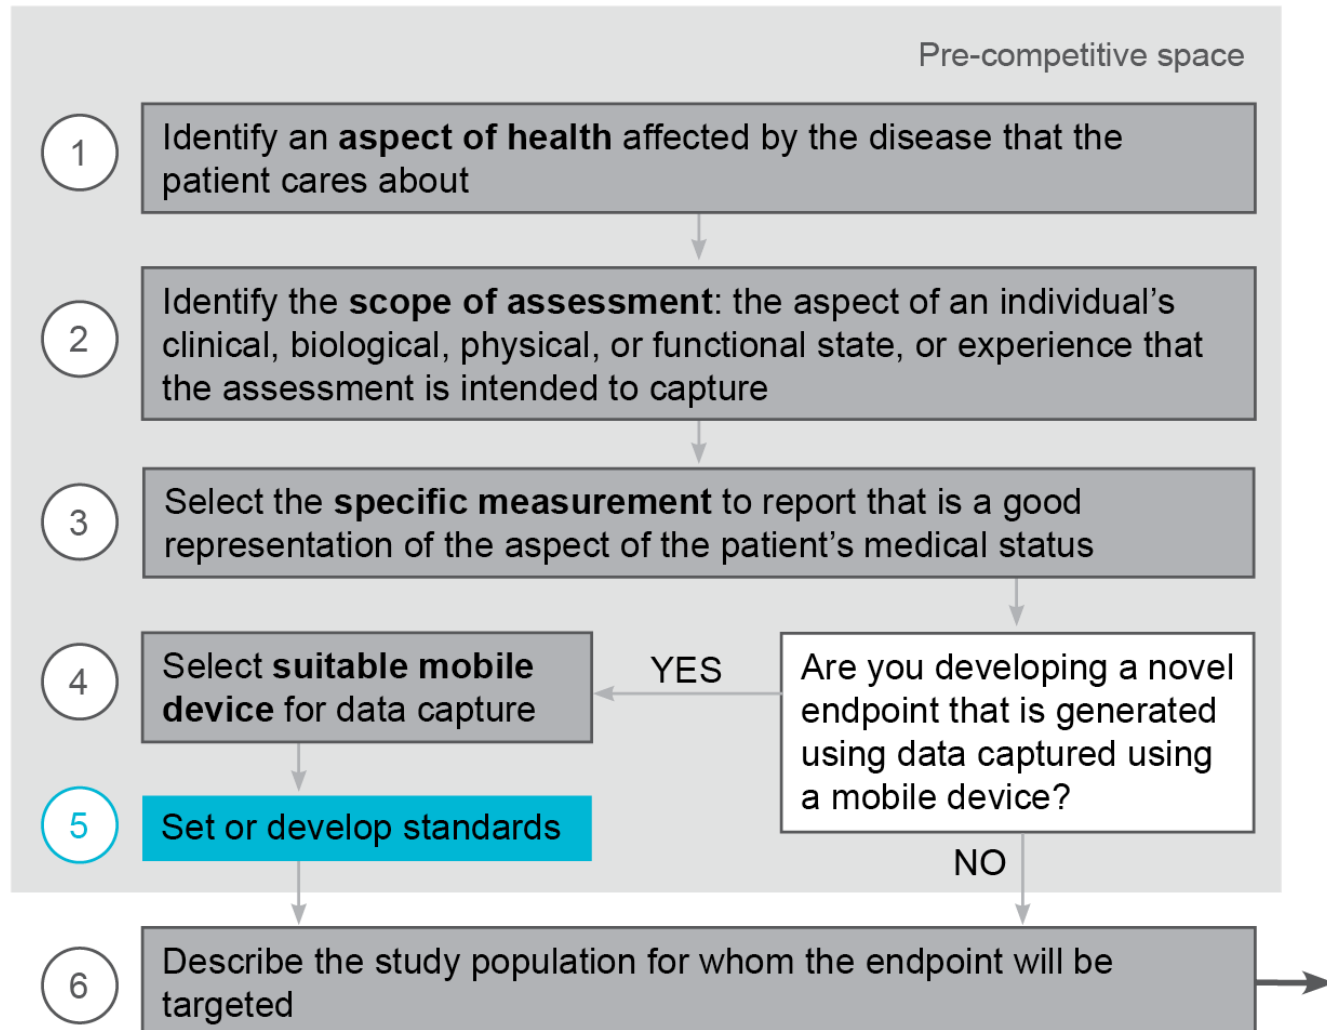 Pre-competitive space
1
Identify an aspect of health affected by the disease that the
patient cares about
2
Identify the scope of assessment: the aspect of an individual’s
clinical, biological, physical, or functional state, or experience that
the assessment is intended to capture
3
Select the specific measurement to report that is a good
representation of the aspect of the patient’s medical status
4
Select suitable mobile
device for data capture
YES
Are you developing a novel
endpoint that is generated
using data captured using
a mobile device?
5
Set or develop standards
NO
6
Describe the study population for whom the endpoint will be
targeted